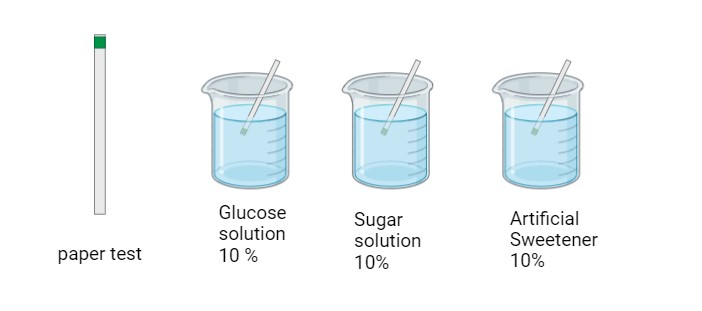 paper test
Glucose
solution
10 %
Sugar
solution
10%
Artificial
Sweetener
10%